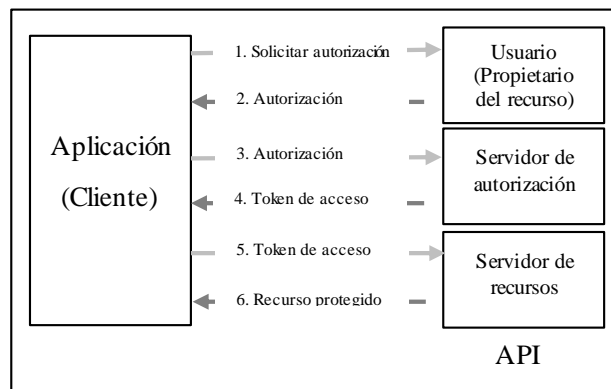 Aplicación
(Cliente)
1. Solicitar autorización
2. Autorización
3. Autorización
4. Token de acceso
5. Token de acceso
6. Recurso protegido
Usuario
(Propietario
del recurso)
Servidor de
autorización
Servidor de
recursos
API